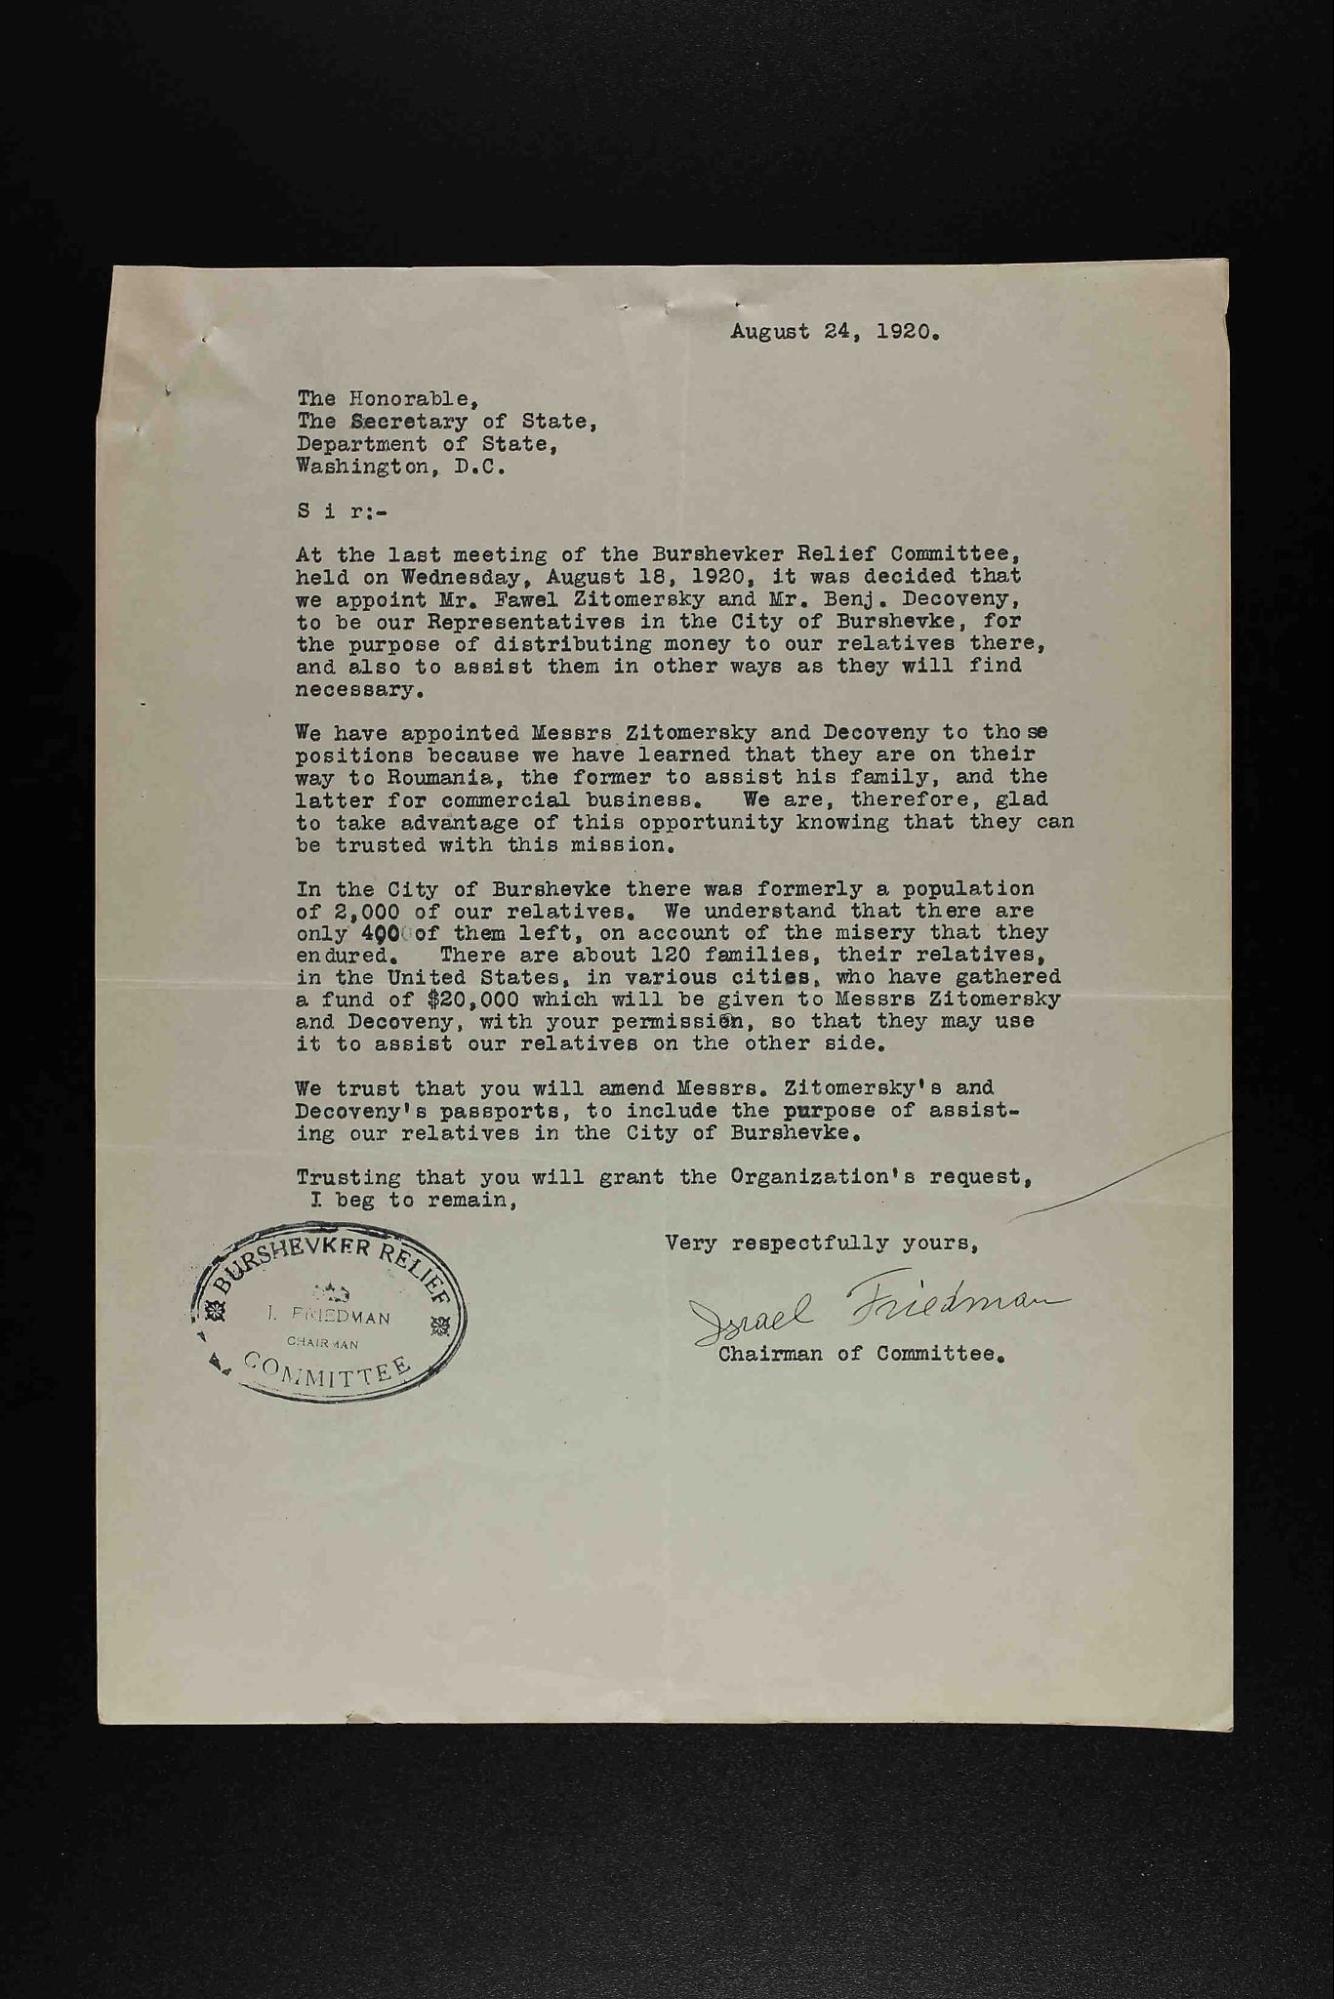 August 24, 1920.
The Honorable,
The Secretary of State,
Department of State,
Washington, D.C.
S i r:-
At the last meeting of the Burshevker Relief Committee,
held on Wednesday, August 18, 1920, it was decided that
we appoint Mr. Fawel Zitomersky and Mr. Benj. Decoveny,
to be our Representatives in the City of Burshevke, for
the purpose of distributing money to our relatives there,
and also to assist them in other ways as they will find
necessary.
We have appointed Messrs Zitomersky and Decoveny to those
positions because we have learned that they are on their
way to Roumania, the former to assist his family, and the
latter for commercial business. We are, therefore, glad
to take advantage of this opportunity knowing that they can
be trusted with this mission.
In the City of Burshevke there was formerly a population
of 2,000 of our relatives. We understand that there are
only 400 of them left, on account of the misery that they
endured. There are about 120 families, their relatives,
in the United States, in various cities, who have gathered
a fund of $20,000 which will be given to Messrs Zitomersky
and Decoveny, with your permission, so that they may use
it to assist our relatives on the other side.
We trust that you will amend Messrs. Zitomersky's and
Decoveny's passports, to include the purpose of assist-
ing our relatives in the City of Burshevke.
Trusting that you will grant the Organization's request,
I beg to remain,
Very respectfully yours,
Israel Friedman
Chairman of Committee.
BURSHEVKER RELIEF
I. FRIEDMAN
CHAIRMAN
COMMITTEE